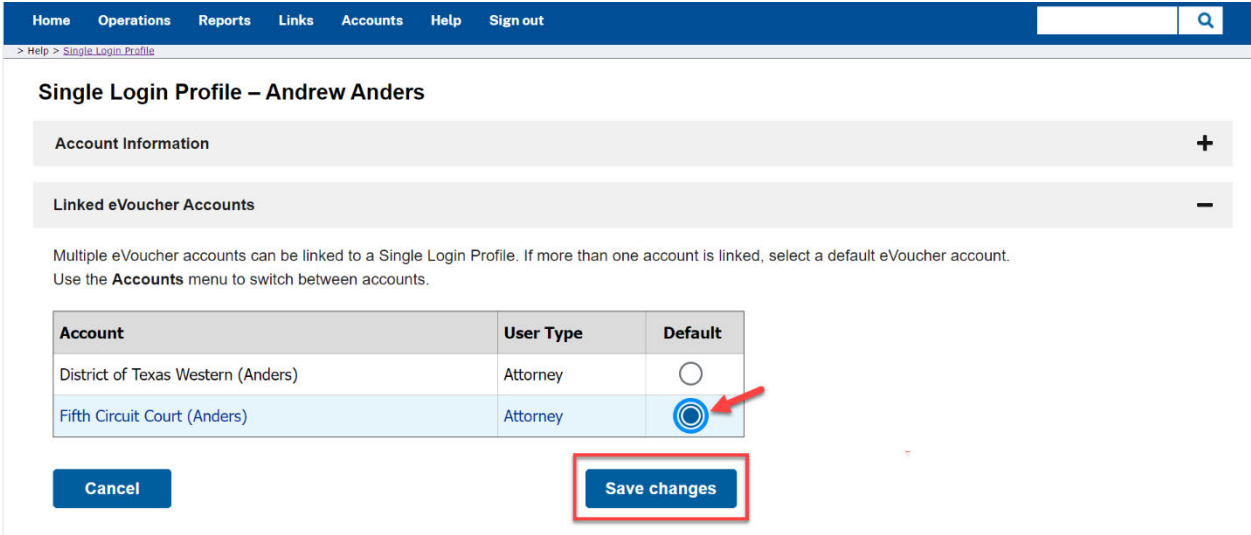 Home Operations Reports Links Accounts Help Sign out
> Help > Single Login Profile
Single Login Profile – Andrew Anders
Account Information
Linked eVoucher Accounts
Multiple eVoucher accounts can be linked to a Single Login Profile. If more than one account is linked, select a default eVoucher account.
Use the Accounts menu to switch between accounts.
Account User Type Default
District of Texas Western (Anders) Attorney
Fifth Circuit Court (Anders) Attorney
Cancel Save changes